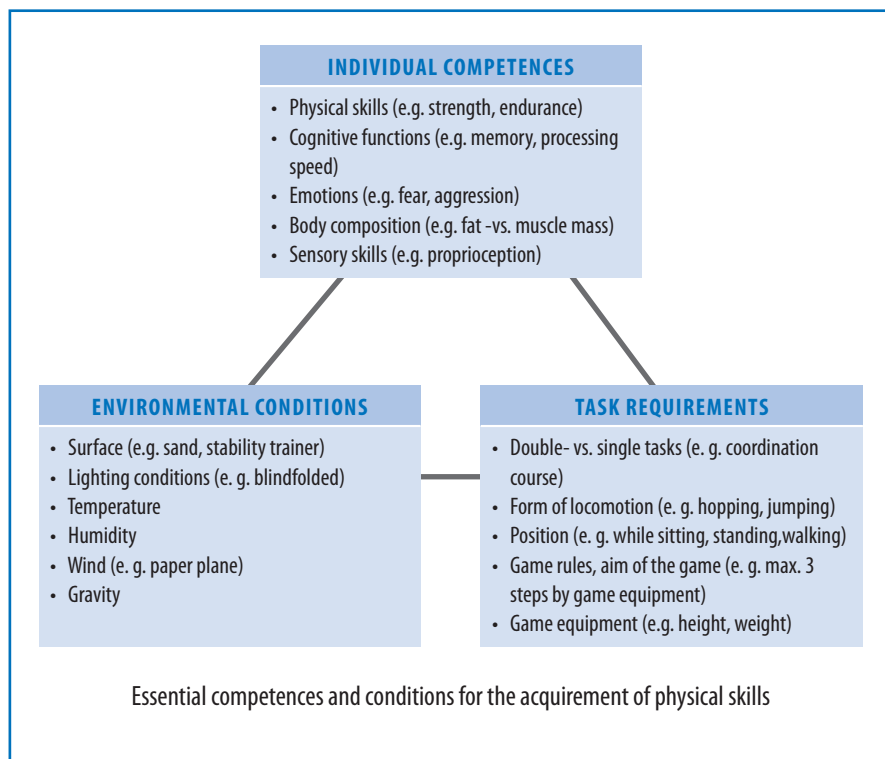 INDIVIDUAL COMPETENCES
• Physical skills (e.g. strength, endurance)
• Cognitive functions (e.g. memory, processing
speed)
• Emotions (e.g. fear, aggression)
• Body composition (e.g. fat -vs. muscle mass)
• Sensory skills (e.g. proprioception)
ENVIRONMENTAL CONDITIONS
• Surface (e.g. sand, stability trainer)
• Lighting conditions (e. g. blindfolded)
• Temperature
• Humidity
• Wind (e. g. paper plane)
• Gravity
TASK REQUIREMENTS
• Double- vs. single tasks (e. g. coordination
course)
• Form of locomotion (e. g. hopping, jumping)
• Position (e. g. while sitting, standing,walking)
• Game rules, aim of the game (e. g. max. 3
steps by game equipment)
• Game equipment (e.g. height, weight)
Essential competences and conditions for the acquirement of physical skills